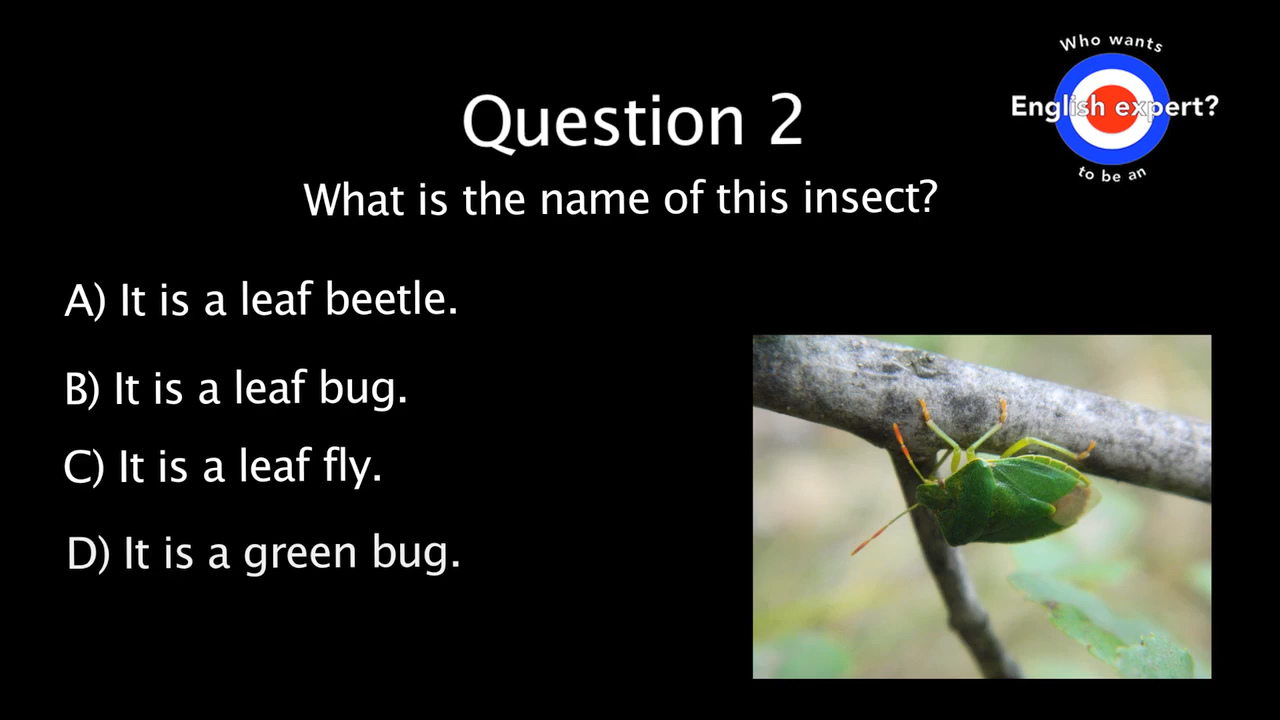 Who wants
English expert?
to be an
Question 2
What is the name of this insect?
A) It is a leaf beetle.
B) It is a leaf bug.
C) It is a leaf fly.
D) It is a green bug.